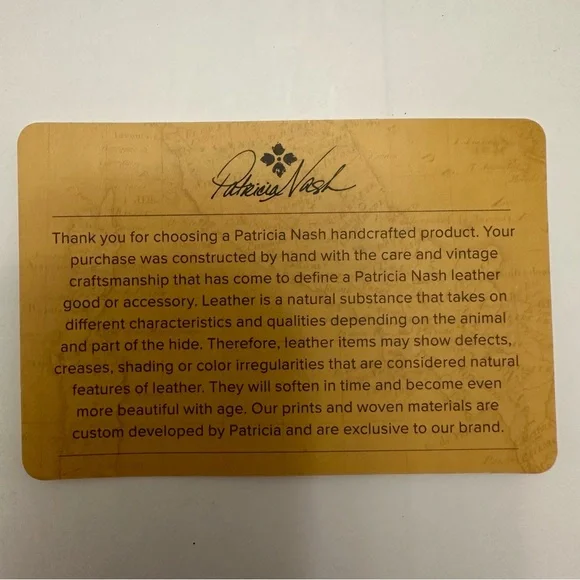 Patricia Nash
Thank you for choosing a Patricia Nash handcrafted product. Your
purchase was constructed by hand with the care and vintage
craftsmanship that has come to define a Patricia Nash leather
good or accessory. Leather is a natural substance that takes on
different characteristics and qualities depending on the animal
and part of the hide. Therefore, leather items may show defects,
creases, shading or color irregularities that are considered natural
features of leather. They will soften in time and become even
more beautiful with age. Our prints and woven materials are
custom developed by Patricia and are exclusive to our brand.